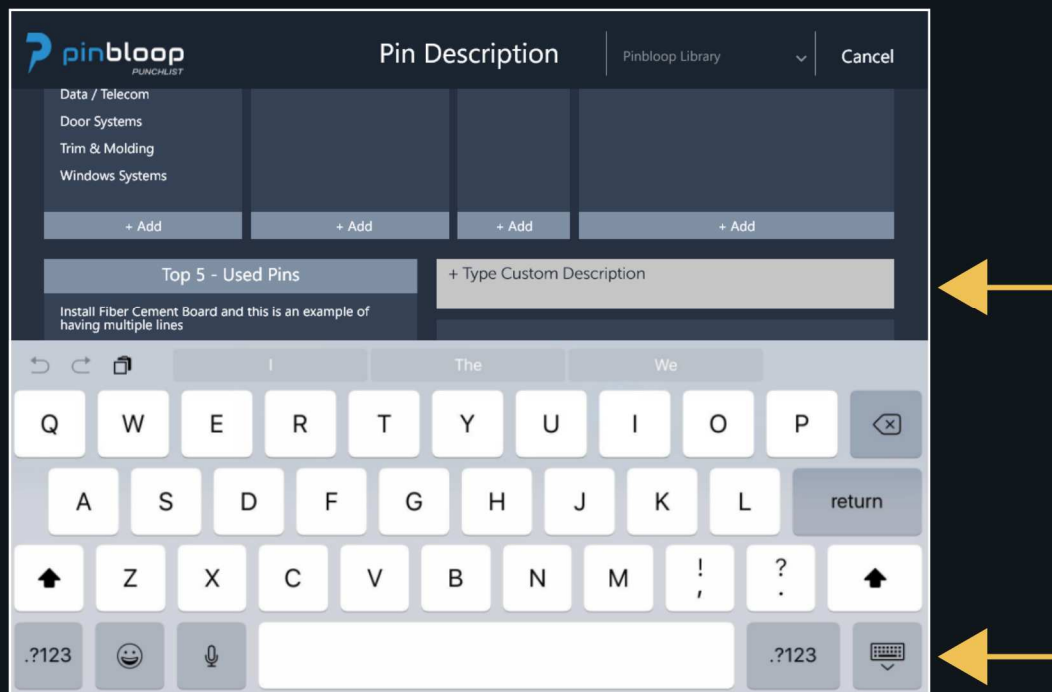 pinbloop
PUNCHLIST
Pin Description
Pinbloop Library
Cancel
Data / Telecom
Door Systems
Trim & Molding
Windows Systems
+ Add
+ Add
+ Add
+ Add
Top 5 - Used Pins
+ Type Custom Description
Install Fiber Cement Board and this is an example of
having multiple lines
I
The
We
Q W E R T Y U I O P
A S D F G H J K L return
Z X C V B N M ! , ? .
.?123 .?123